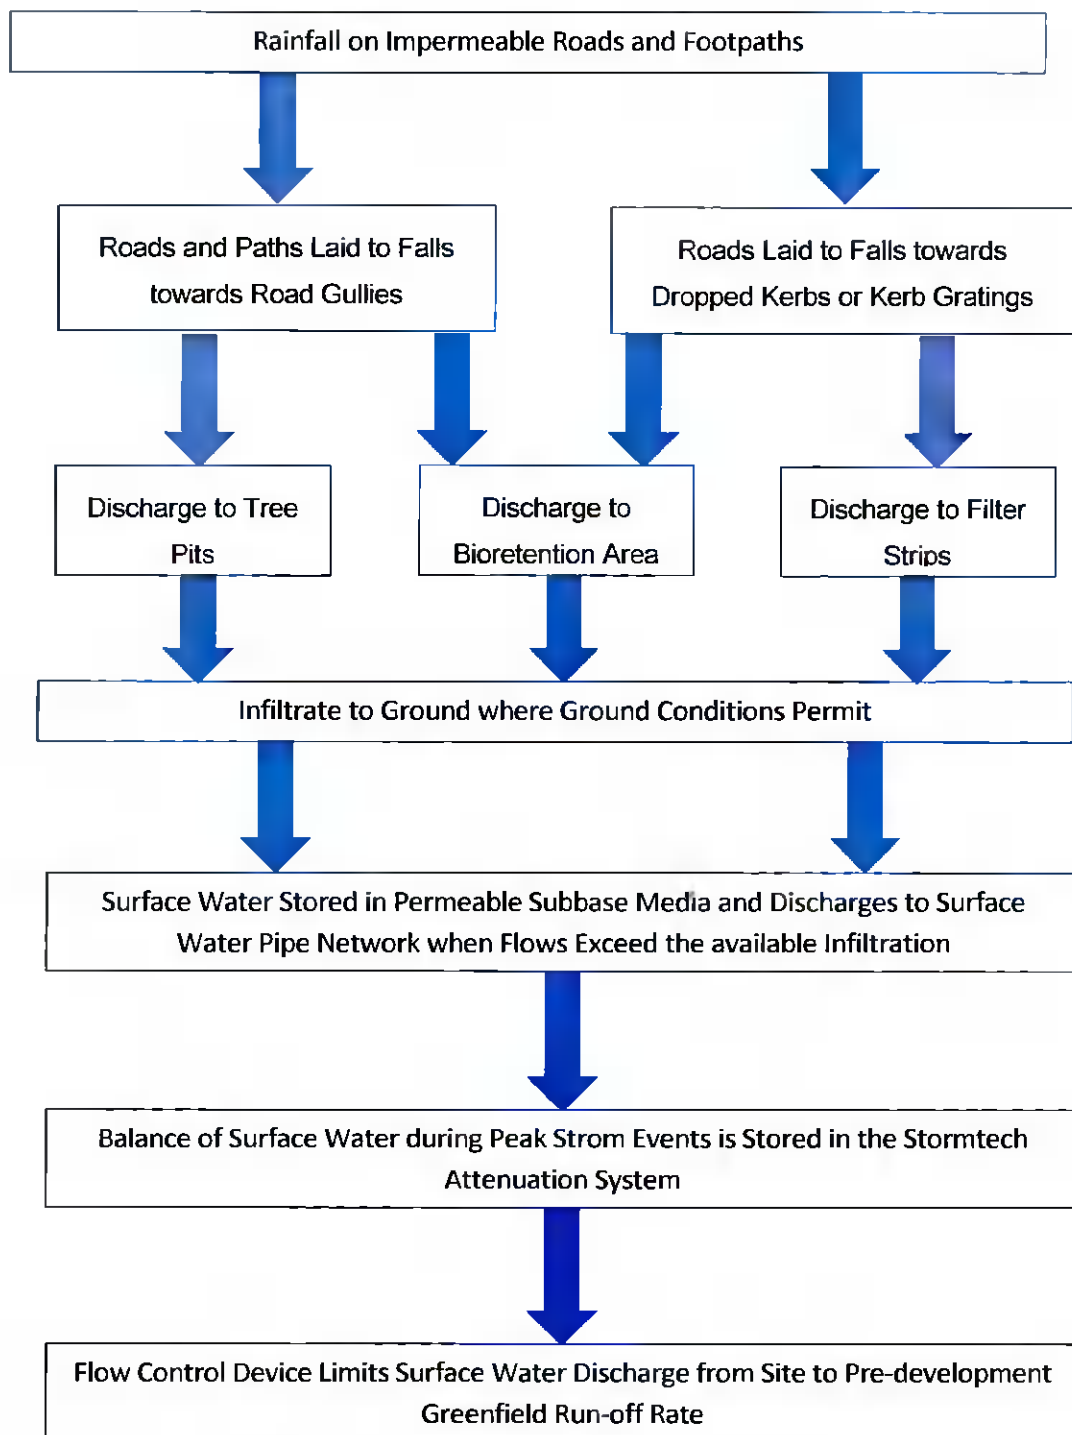 Rainfall on Impermeable Roads and Footpaths
Roads and Paths Laid to Falls
towards Road Gullies
Roads Laid to Falls towards
Dropped Kerbs or Kerb Gratings
Discharge to Tree
Pits
Discharge to
Bioretention Area
Discharge to Filter
Strips
Infiltrate to Ground where Ground Conditions Permit
Surface Water Stored in Permeable Subbase Media and Discharges to Surface
Water Pipe Network when Flows Exceed the available Infiltration
Balance of Surface Water during Peak Strom Events is Stored in the Stormtech
Attenuation System
Flow Control Device Limits Surface Water Discharge from Site to Pre-development
Greenfield Run-off Rate